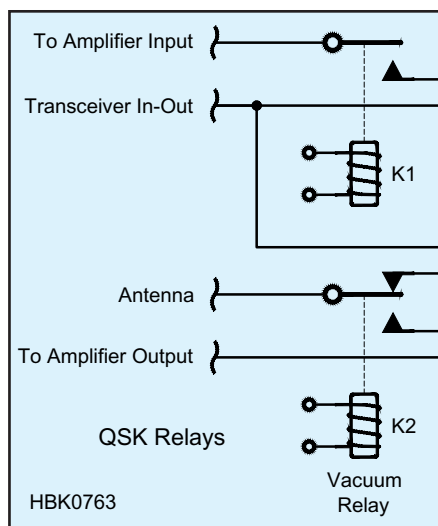 To Amplifier Input
Transceiver In-Out
K1
Antenna
To Amplifier Output
K2
QSK Relays
Vacuum
Relay
HBK0763